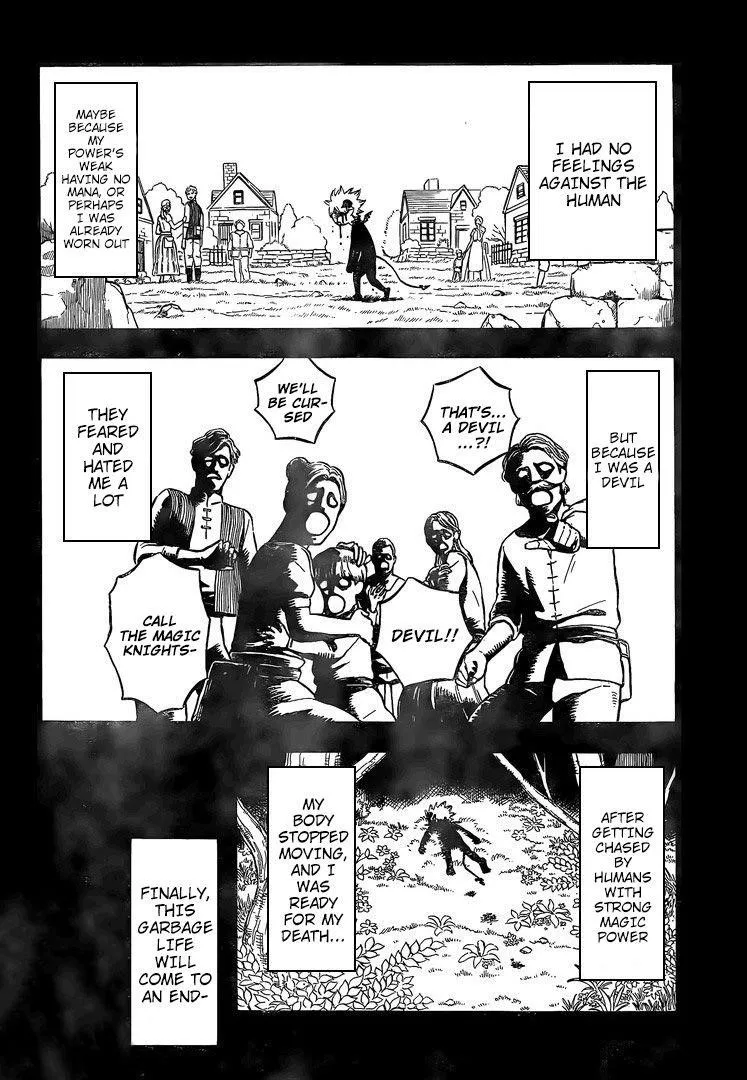 I HAD NO
FEELINGS
AGAINST THE
HUMAN
MAYBE
BECAUSE
MY
POWER'S
WEAK
HAVING NO
MANA, OR
PERHAPS
I WAS
ALREADY
WORN OUT
BUT
BECAUSE
I WAS A
DEVIL
THAT'S...
A DEVIL
...?!
WE'LL
BE CUR-
SED
THEY
FEARED
AND
HATED
ME A
LOT
DEVIL!!
CALL
THE MAGIC
KNIGHTS-
AFTER
GETTING
CHASED
BY
HUMANS
WITH
STRONG
MAGIC
POWER
MY
BODY
STOPPED
MOVING,
AND I
WAS
READY
FOR MY
DEATH...
FINALLY,
THIS
GARBAGE
LIFE
WILL
COME TO
AN END-